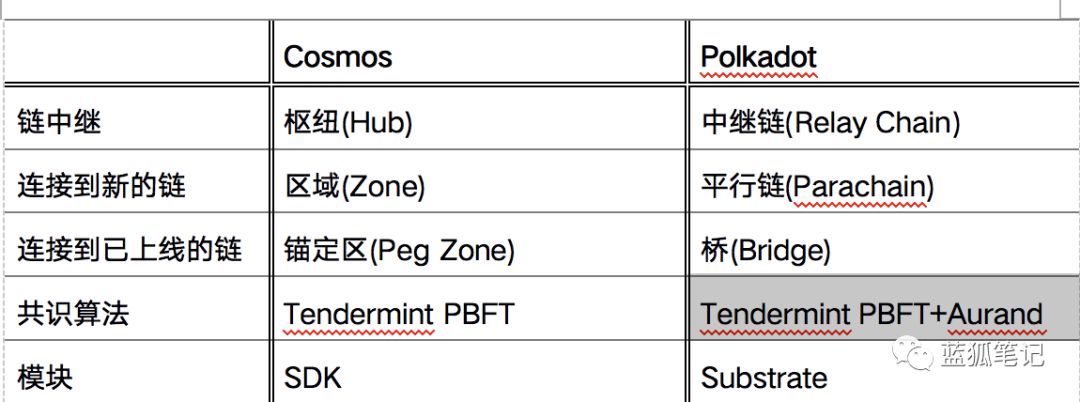 Cosmos Polkadot
链中继 枢纽(Hub) 中继链(Relay Chain)
连接到新的链 区域(Zone) 平行链(Parachain)
连接到已上线的链 锚定区(Peg Zone) 桥(Bridge)
共识算法 Tendermint PBFT Tendermint PBFT+Aurand
模块 SDK Substrate
蓝狐笔记